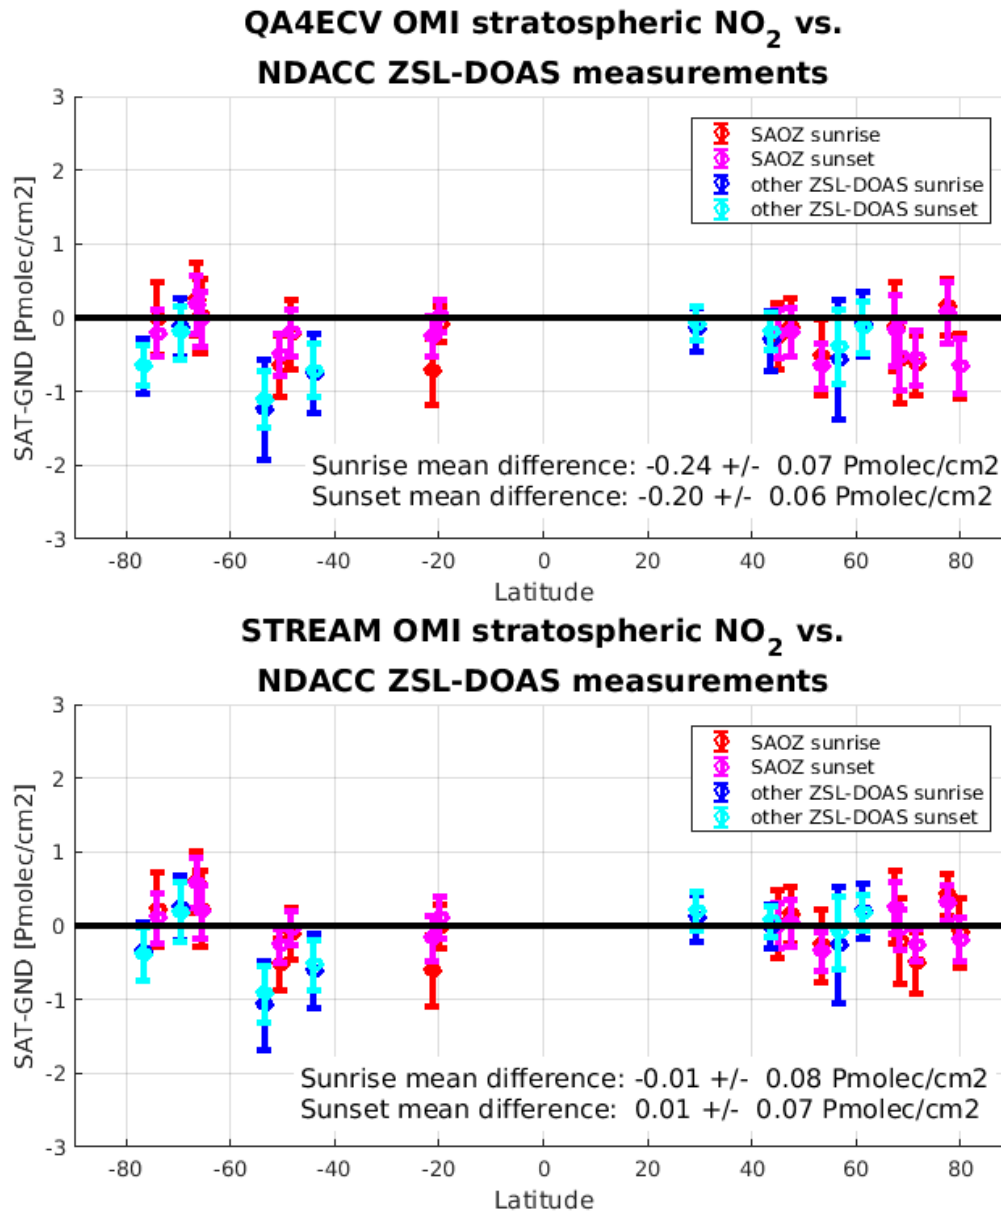 QA4ECV OMI stratospheric NO2 vs.
NDACC ZSL-DOAS measurements
3
2
1
0
-1
-2
-3
SAT-GND [Pmolec/cm2]
SAOZ sunrise
SAOZ sunset
other ZSL-DOAS sunrise
other ZSL-DOAS sunset
Sunrise mean difference: -0.24 +/-  0.07 Pmolec/cm2
Sunset mean difference: -0.20 +/-  0.06 Pmolec/cm2
-80 -60 -40 -20 0 20 40 60 80
Latitude
STREAM OMI stratospheric NO2 vs.
NDACC ZSL-DOAS measurements
3
2
1
0
-1
-2
-3
SAT-GND [Pmolec/cm2]
SAOZ sunrise
SAOZ sunset
other ZSL-DOAS sunrise
other ZSL-DOAS sunset
Sunrise mean difference: -0.01 +/-  0.08 Pmolec/cm2
Sunset mean difference:  0.01 +/-  0.07 Pmolec/cm2
-80 -60 -40 -20 0 20 40 60 80
Latitude